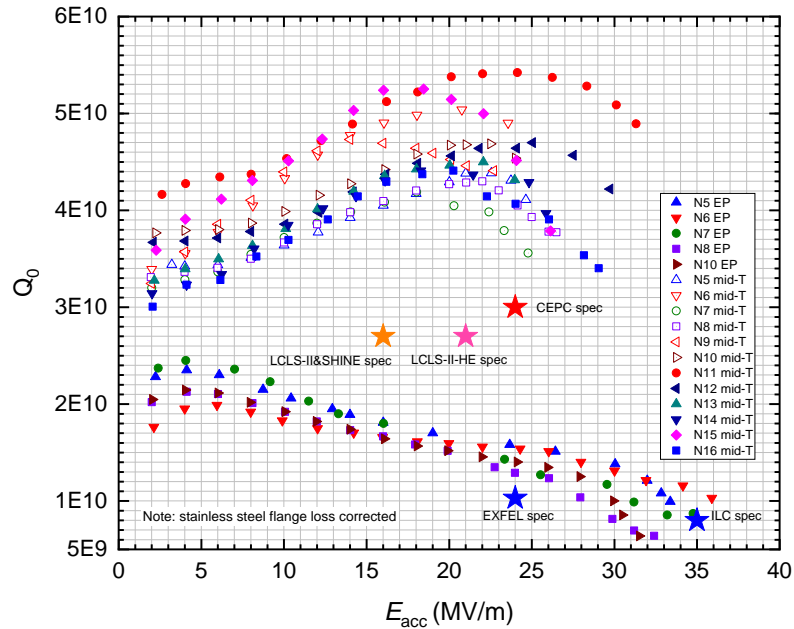 6E10
5E10
4E10
3E10
2E10
1E10
5E9
Q0
CEPC spec
LCLS-II&SHINE spec
LCLS-II-HE spec
EXFEL spec
ILC spec
Note: stainless steel flange loss corrected
N5 EP
N6 EP
N7 EP
N8 EP
N10 EP
N5 mid-T
N6 mid-T
N7 mid-T
N8 mid-T
N9 mid-T
N10 mid-T
N11 mid-T
N12 mid-T
N13 mid-T
N14 mid-T
N15 mid-T
N16 mid-T
0 5 10 15 20 25 30 35 40
Eacc (MV/m)